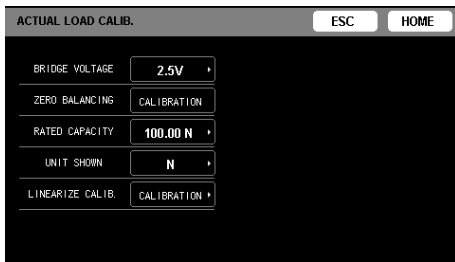 ACTUAL LOAD CALIB. ESC HOME
BRIDGE VOLTAGE 2.5V
ZERO BALANCING CALIBRATION
RATED CAPACITY 100.00 N
UNIT SHOWN N
LINEARIZE CALIB. CALIBRATION